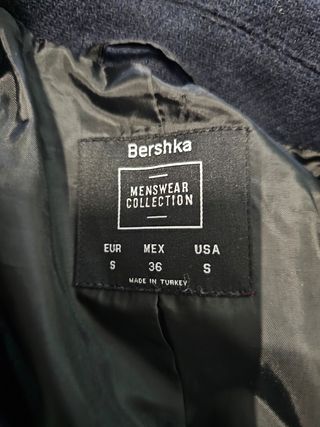 Bershka
MENSWEAR
COLLECTION
EUR MEX USA
S 36 S
MADE IN TURKEY